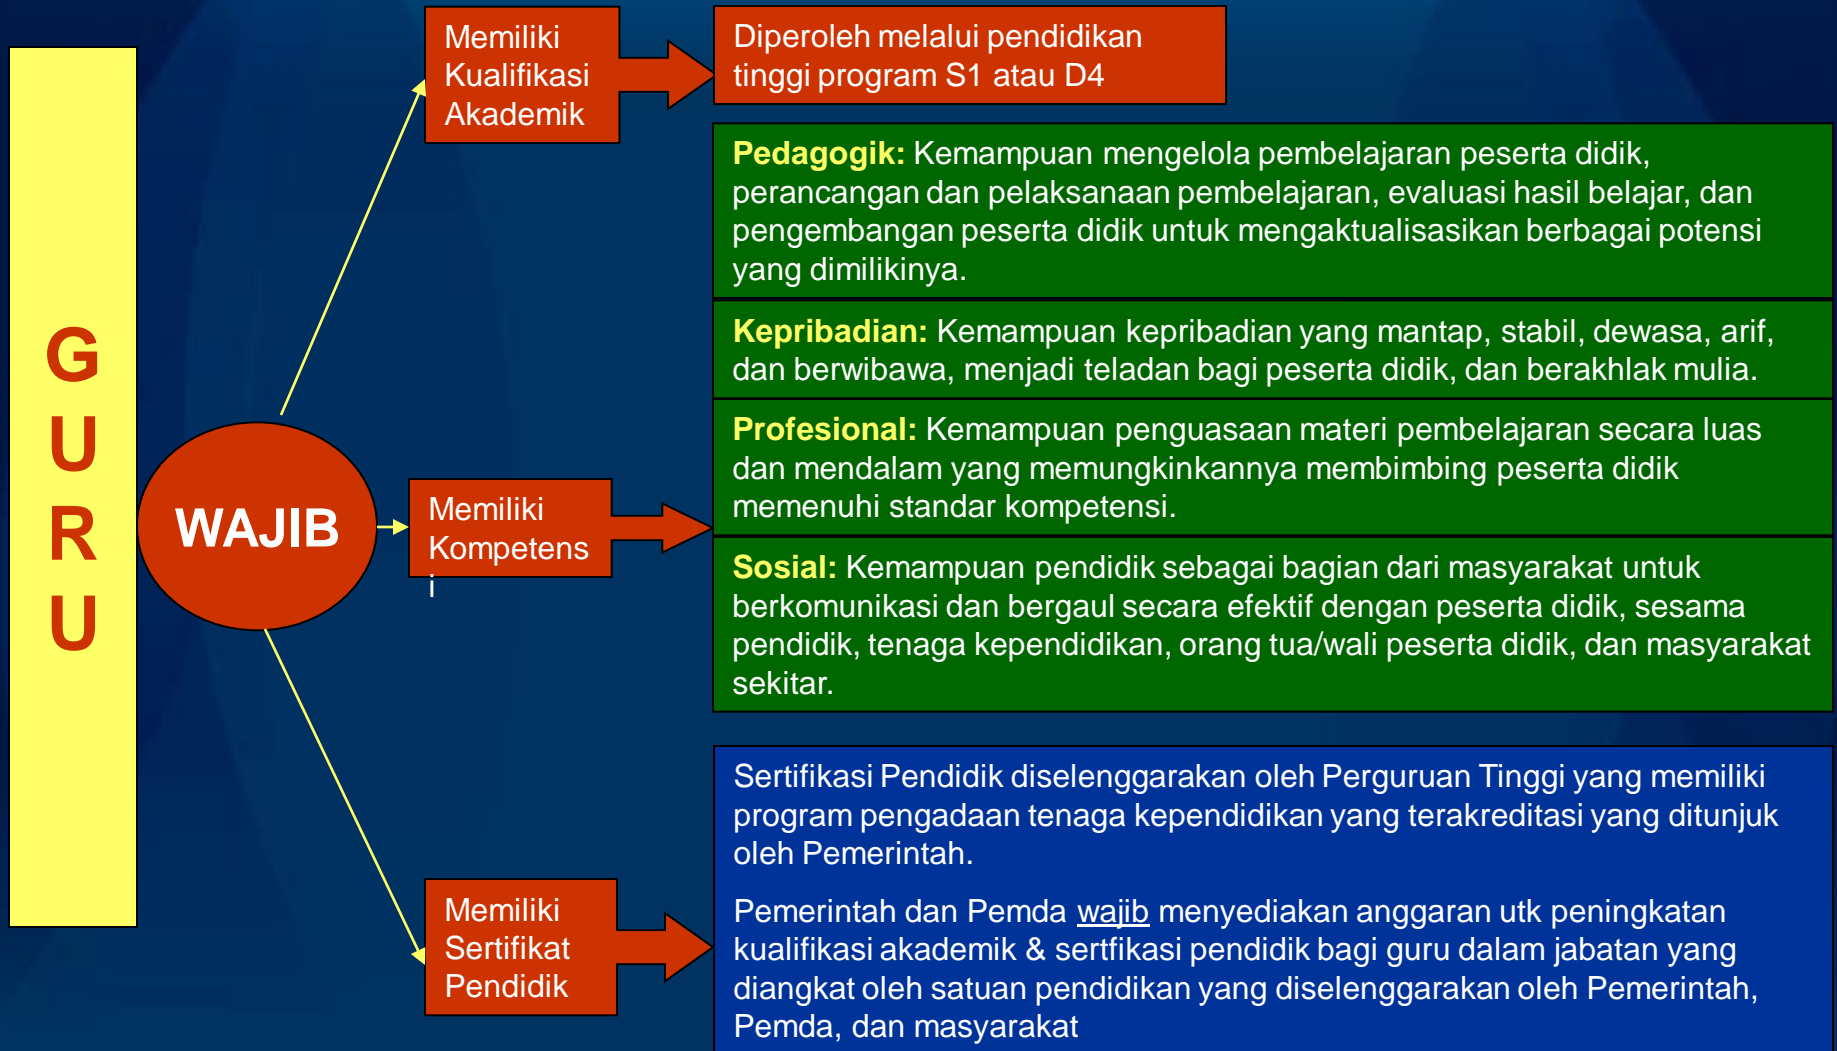 G
U
R
U
WAJIB
Memiliki
Kualifikasi
Akademik
Diperoleh melalui pendidikan
tinggi program S1 atau D4
Memiliki
Kompetens
i
Pedagogik: Kemampuan mengelola pembelajaran peserta didik,
perancangan dan pelaksanaan pembelajaran, evaluasi hasil belajar, dan
pengembangan peserta didik untuk mengaktualisasikan berbagai potensi
yang dimilikinya.
Kepribadian: Kemampuan kepribadian yang mantap, stabil, dewasa, arif,
dan berwibawa, menjadi teladan bagi peserta didik, dan berakhlak mulia.
Profesional: Kemampuan penguasaan materi pembelajaran secara luas
dan mendalam yang memungkinkannya membimbing peserta didik
memenuhi standar kompetensi.
Sosial: Kemampuan pendidik sebagai bagian dari masyarakat untuk
berkomunikasi dan bergaul secara efektif dengan peserta didik, sesama
pendidik, tenaga kependidikan, orang tua/wali peserta didik, dan masyarakat
sekitar.
Memiliki
Sertifikat
Pendidik
Sertifikasi Pendidik diselenggarakan oleh Perguruan Tinggi yang memiliki
program pengadaan tenaga kependidikan yang terakreditasi yang ditunjuk
oleh Pemerintah.
Pemerintah dan Pemda wajib menyediakan anggaran utk peningkatan
kualifikasi akademik & sertfikasi pendidik bagi guru dalam jabatan yang
diangkat oleh satuan pendidikan yang diselenggarakan oleh Pemerintah,
Pemda, dan masyarakat